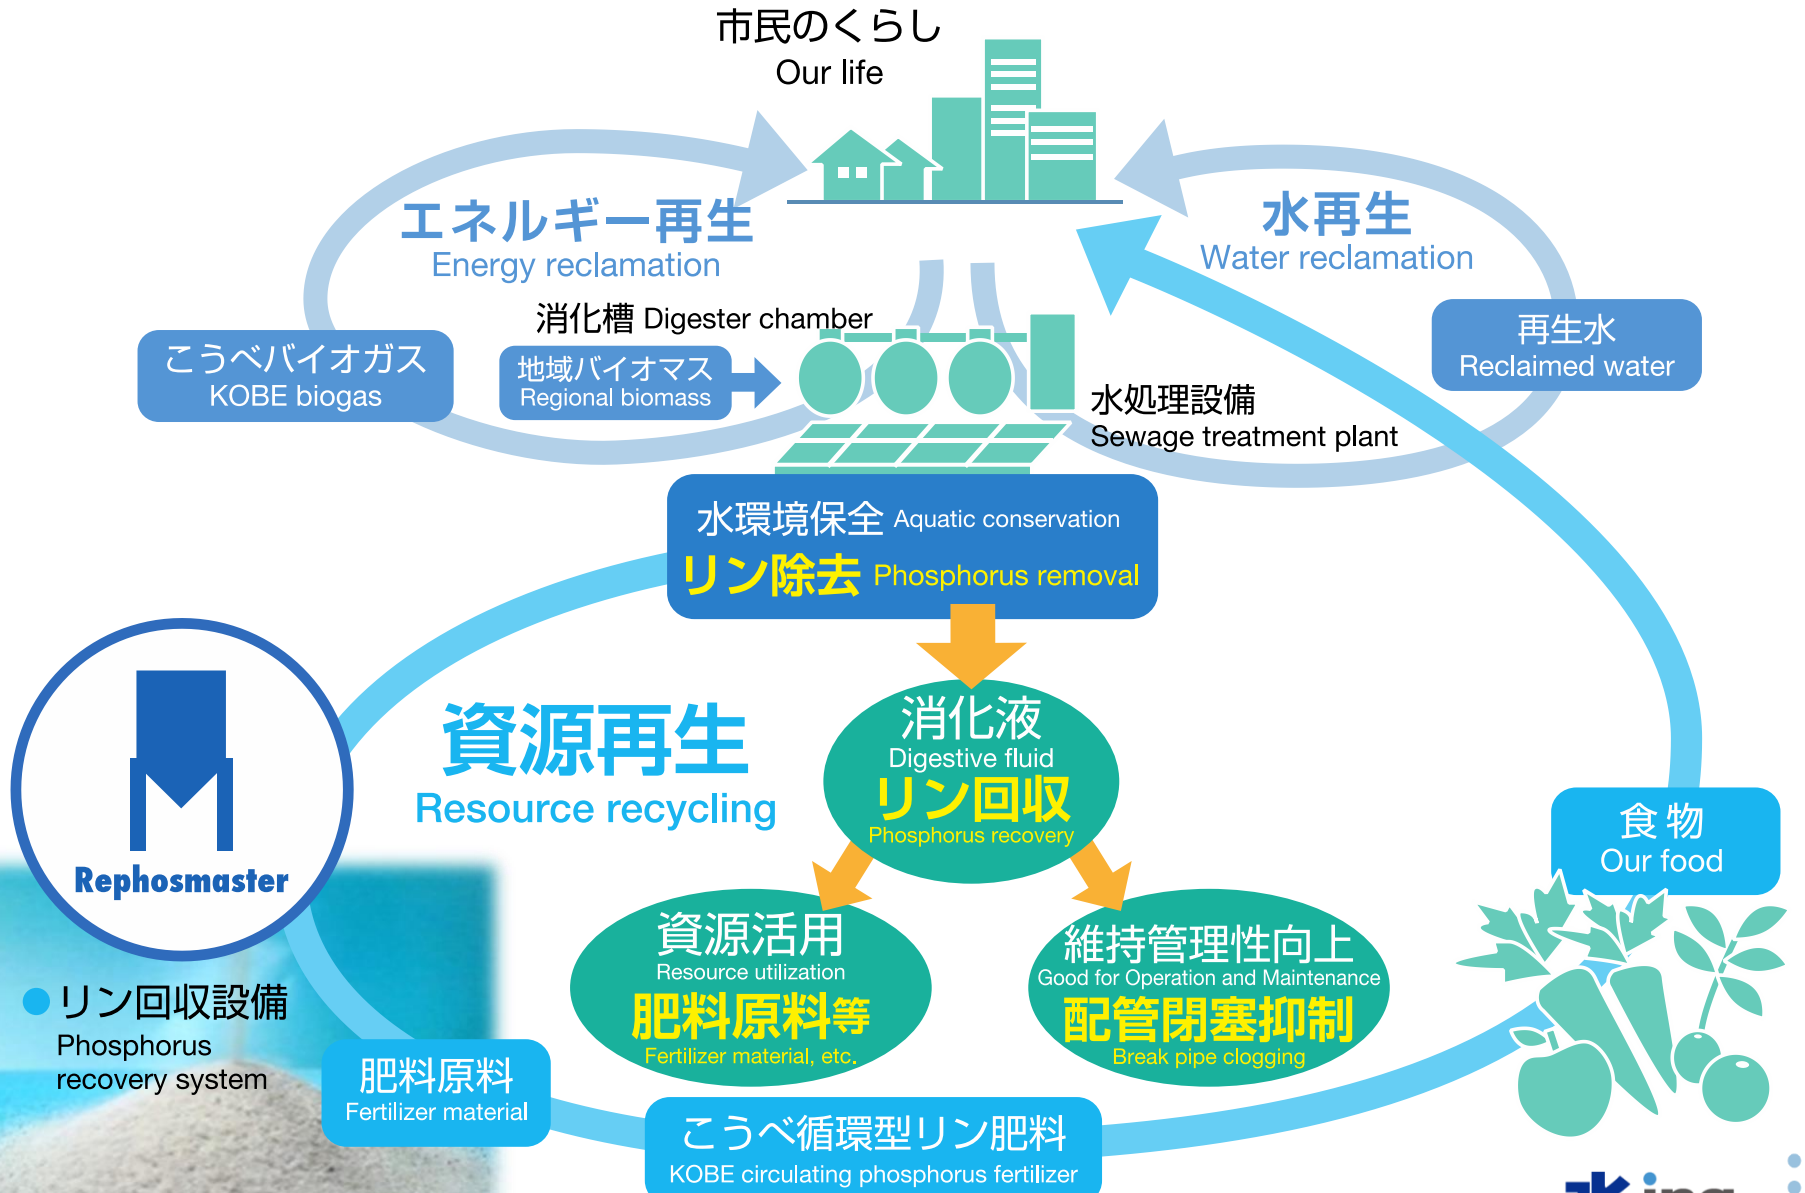 市民のくらし
Our life
エネルギー再生
Energy reclamation
水再生
Water reclamation
消化槽 Digester chamber
こうべバイオガス
KOBE biogas
地域バイオマス
Regional biomass
再生水
Reclaimed water
水処理設備
Sewage treatment plant
水環境保全 Aquatic conservation
リン除去 Phosphorus removal
資源再生
Resource recycling
消化液
Digestive fluid
リン回収
Phosphorus recovery
Rephosmaster
食物
Our food
資源活用
Resource utilization
肥料原料等
Fertilizer material, etc.
維持管理性向上
Good for Operation and Maintenance
配管閉塞抑制
Break pipe clogging
リン回収設備
Phosphorus
recovery system
肥料原料
Fertilizer material
こうべ循環型リン肥料
KOBE circulating phosphorus fertilizer